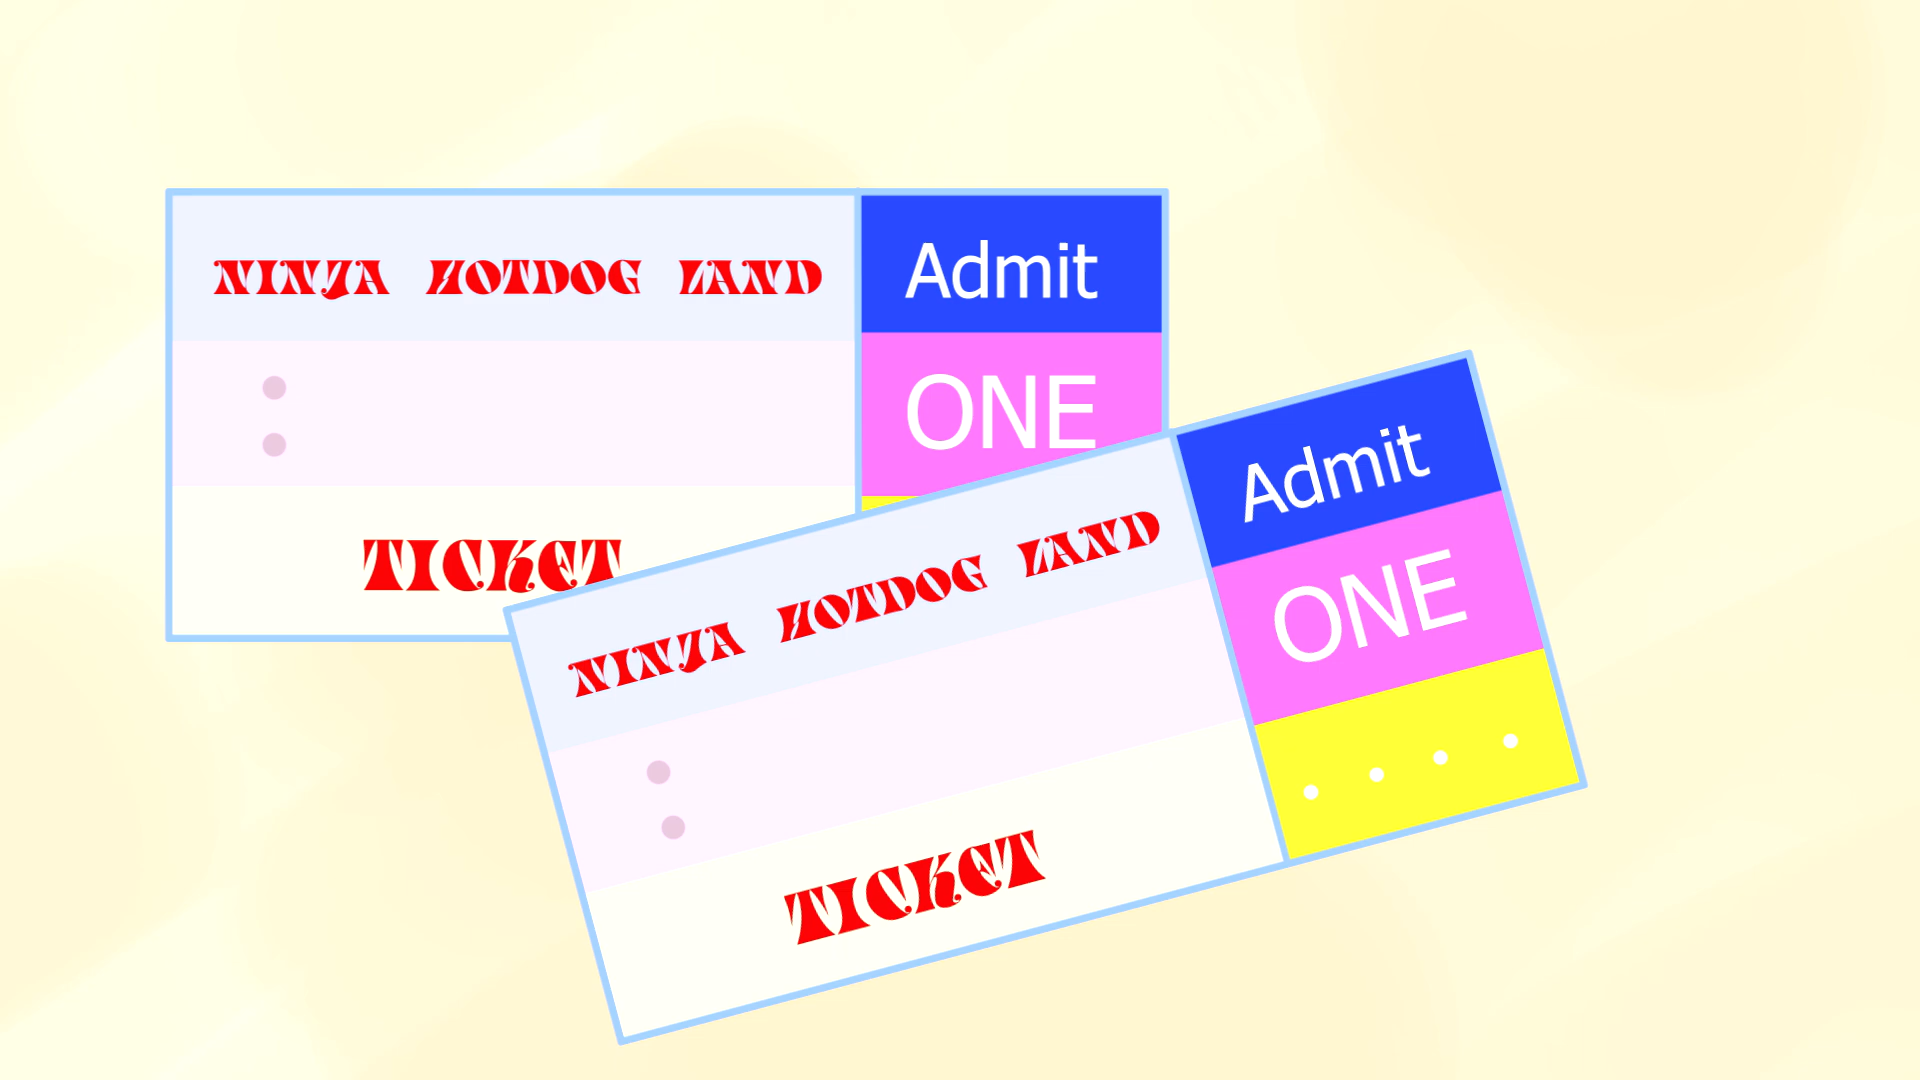 NINJA HOTDOG LAND
Admit
ONE
TICKET
NINJA HOTDOG LAND
Admit
ONE
TICKET